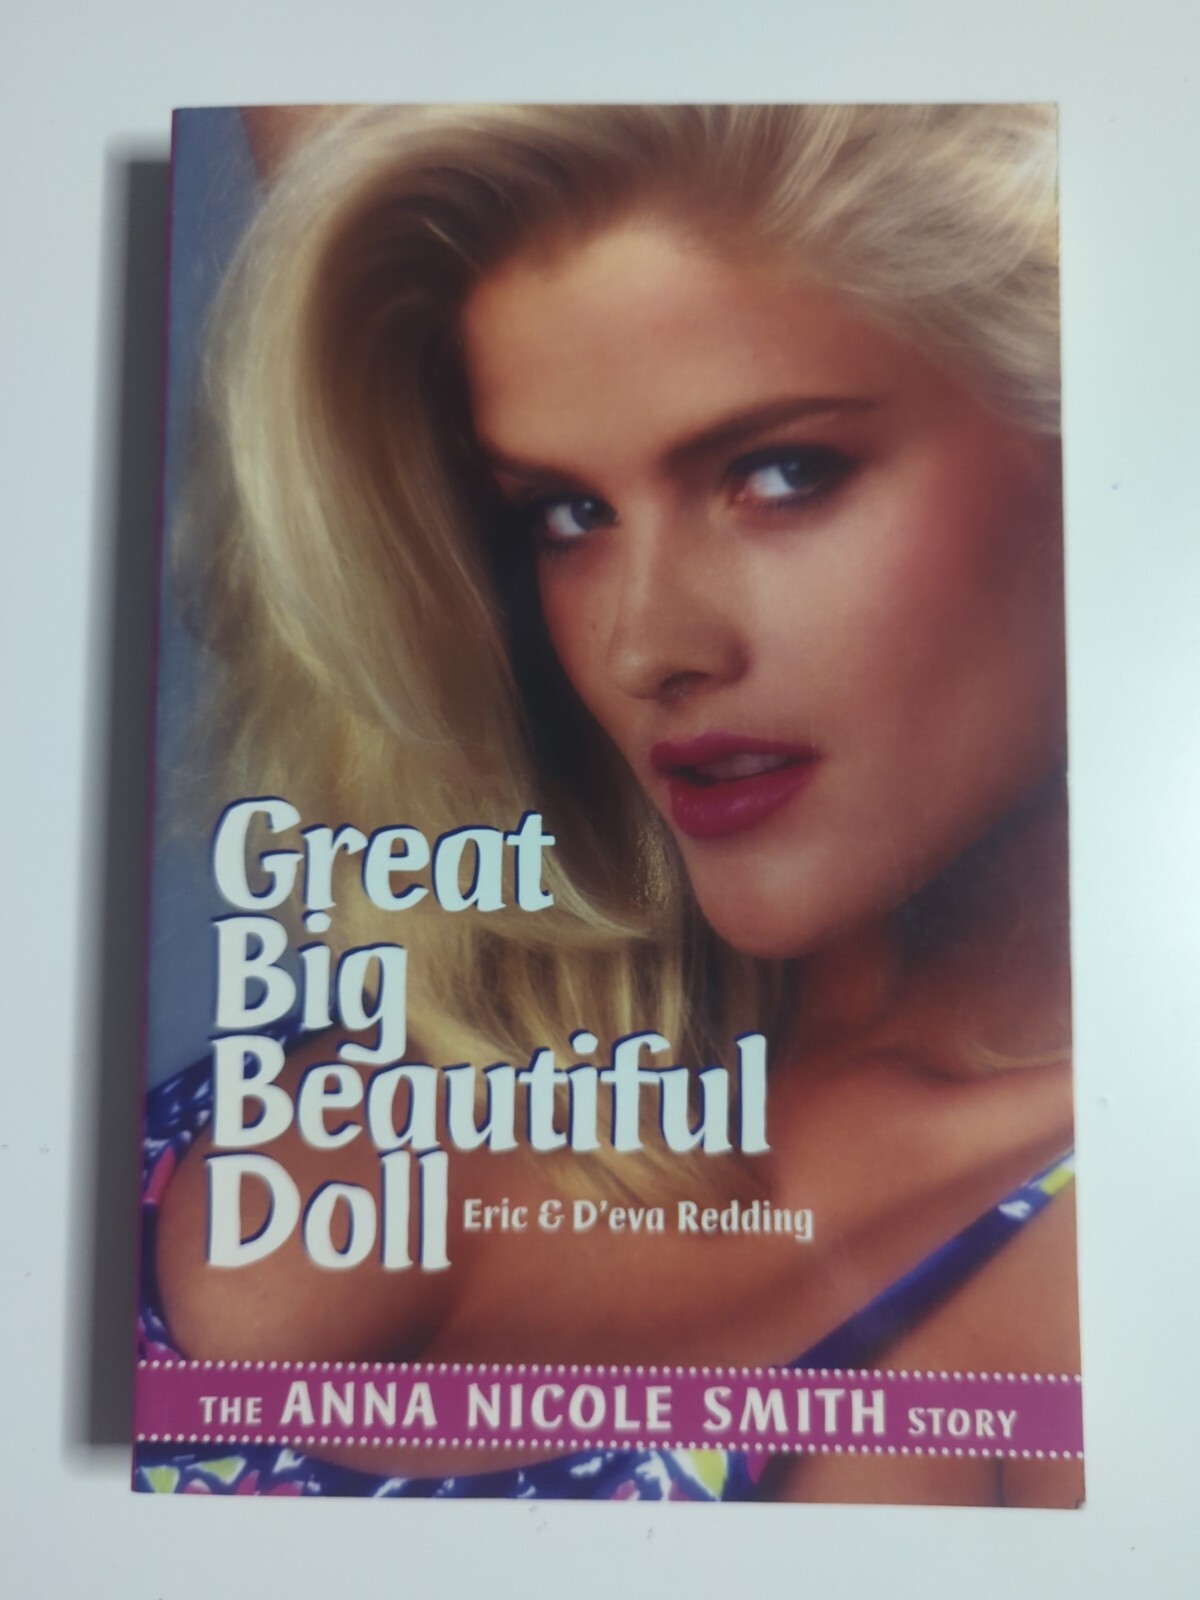 Great
Big
Beautiful
Doll
Eric & D'eva Redding
THE ANNA NICOLE SMITH STORY